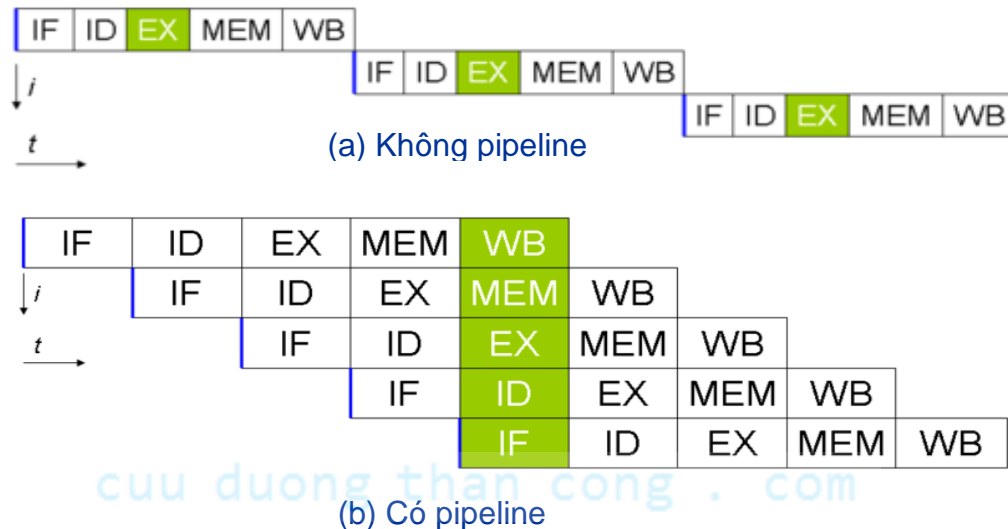 IF ID EX MEM WB
IF ID EX MEM WB
i
IF ID EX MEM WB
t
(a) Không pipeline
IF ID EX MEM WB
i
IF ID EX MEM WB
t
IF ID EX MEM WB
IF ID EX MEM WB
IF ID EX MEM WB
cuu duong than cong . com
(b) Có pipeline